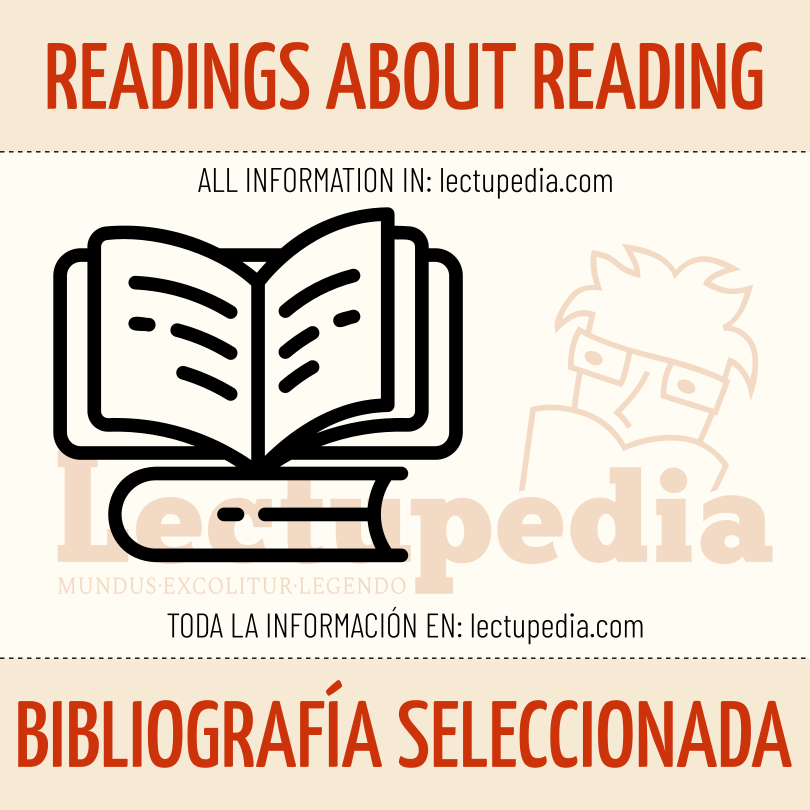 READINGS ABOUT READING
ALL INFORMATION IN: lectupedia.com
Lectupedia
MUNDUS·EXCOLITUR·LEGENDO
TODA LA INFORMACIÓN EN: lectupedia.com
BIBLIOGRAFÍA SELECCIONADA